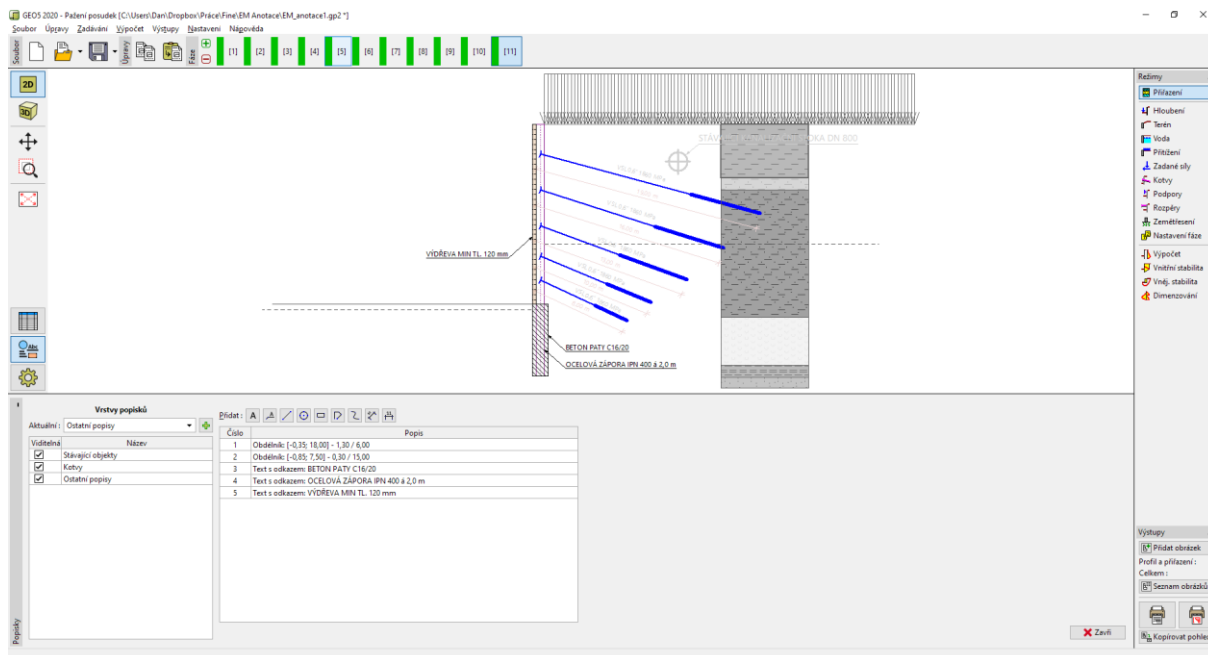 GEO5 2020 - Pažení posudek [C:\Users\Dan\Dropbox\Práce\Fine\EM Anotace\EM_anotace1.gp2 *]
Soubor Úpravy Zadávání Výpočet Výstupy Nastavení Nápověda
Soubor
Úpravy
Fáze
[1] [2] [3] [4] [5] [6] [7] [8] [9] [10] [11]
2D
3D
Abc
DN 800
VÝDŘEVA MIN TL. 120 mm
BETON PATY C16/20
OCELOVÁ ZÁPORA IPN 400 á 2,0 m
Režimy
Přiřazení
Hloubení
Terén
Voda
Přitížení
Zadané síly
Kotvy
Podpory
Rozpěry
Zemětřesení
Nastavení fáze
Výpočet
Vnitřní stabilita
Vněj. stabilita
Dimenzování
Popisky
Vrstvy popisků
Aktuální : Ostatní popisy
Viditelná Název
Stávající objekty
Kotvy
Ostatní popisy
Přidat :
Číslo Popis
1 Obdélník: [-0,35; 18,00] - 1,30 / 6,00
2 Obdélník: [-0,85; 7,50] - 0,30 / 15,00
3 Text s odkazem: BETON PATY C16/20
4 Text s odkazem: OCELOVÁ ZÁPORA IPN 400 á 2,0 m
5 Text s odkazem: VÝDŘEVA MIN TL. 120 mm
Zavři
Výstupy
Přidat obrázek
Profil a přiřazení :
Celkem :
Seznam obrázků
Kopírovat pohled